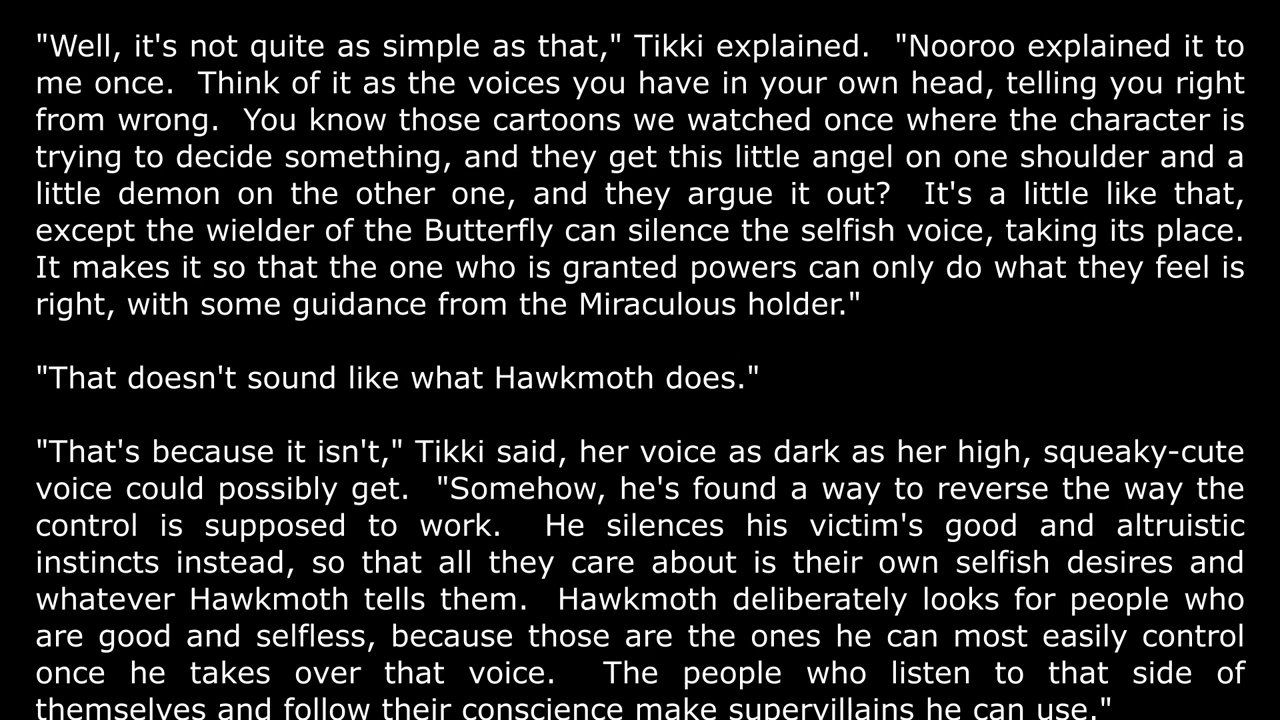 "Well, it's not quite as simple as that," Tikki explained.  "Nooroo explained it to
me once.  Think of it as the voices you have in your own head, telling you right
from wrong.  You know those cartoons we watched once where the character is
trying to decide something, and they get this little angel on one shoulder and a
little demon on the other one, and they argue it out?  It's a little like that,
except the wielder of the Butterfly can silence the selfish voice, taking its place.
It makes it so that the one who is granted powers can only do what they feel is
right, with some guidance from the Miraculous holder."
"That doesn't sound like what Hawkmoth does."
"That's because it isn't," Tikki said, her voice as dark as her high, squeaky-cute
voice could possibly get.  "Somehow, he's found a way to reverse the way the
control is supposed to work.  He silences his victim's good and altruistic
instincts instead, so that all they care about is their own selfish desires and
whatever Hawkmoth tells them.  Hawkmoth deliberately looks for people who
are good and selfless, because those are the ones he can most easily control
once he takes over that voice.  The people who listen to that side of
themselves and follow their conscience make supervillains he can use."